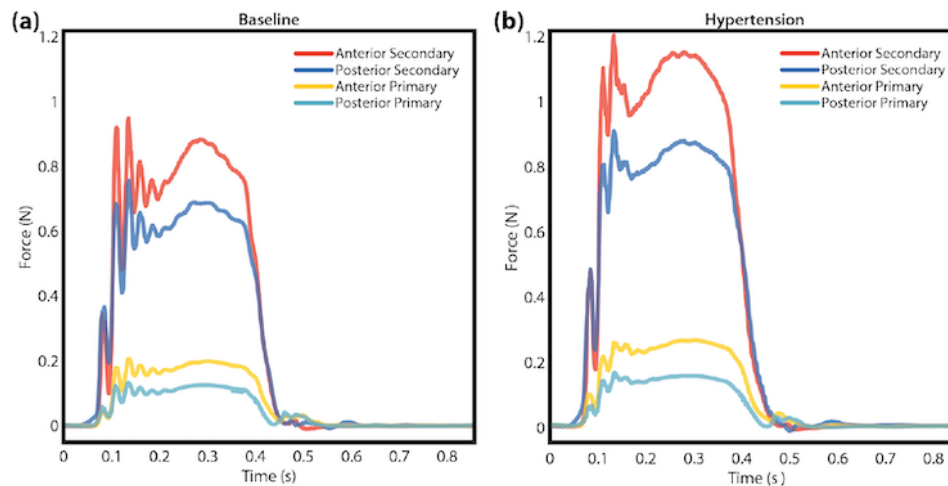 (a)
Baseline
1.2
1
0.8
0.6
0.4
0.2
0
Force (N)
Anterior Secondary
Posterior Secondary
Anterior Primary
Posterior Primary
0 0.1 0.2 0.3 0.4 0.5 0.6 0.7 0.8
Time (s)
(b)
Hypertension
1.2
1
0.8
0.6
0.4
0.2
0
Force (N)
Anterior Secondary
Posterior Secondary
Anterior Primary
Posterior Primary
0 0.1 0.2 0.3 0.4 0.5 0.6 0.7 0.8
Time (s)